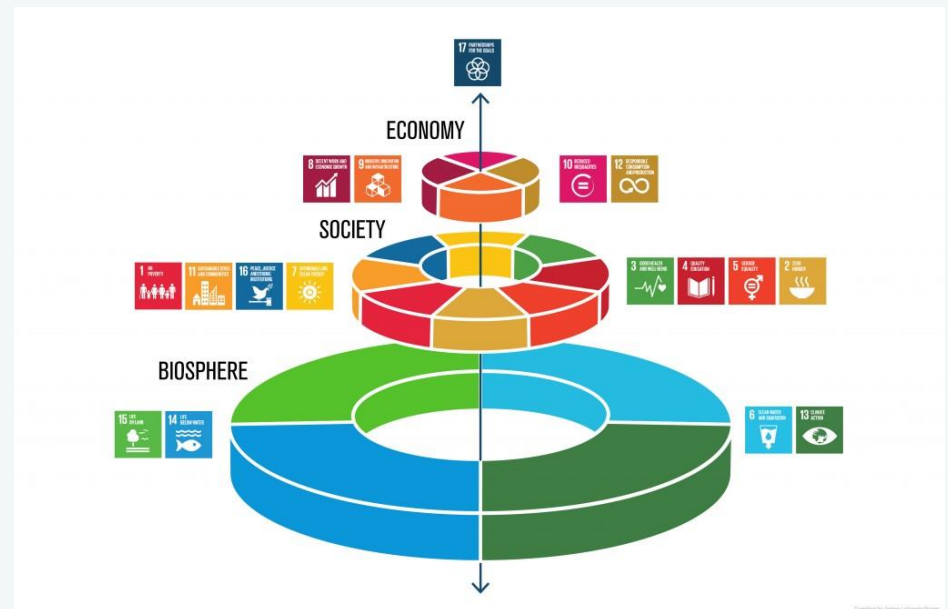 17 PARTNERSHIPS
FOR THE GOALS
ECONOMY
8 DECENT WORK AND
ECONOMIC GROWTH
9 INDUSTRY, INNOVATION
AND INFRASTRUCTURE
10 REDUCED
INEQUALITIES
12 RESPONSIBLE
CONSUMPTION
AND PRODUCTION
SOCIETY
1 NO
POVERTY
11 SUSTAINABLE CITIES
AND COMMUNITIES
16 PEACE, JUSTICE
AND STRONG
INSTITUTIONS
7 AFFORDABLE AND
CLEAN ENERGY
3 GOOD HEALTH
AND WELL-BEING
4 QUALITY
EDUCATION
5 GENDER
EQUALITY
2 ZERO
HUNGER
BIOSPHERE
15 LIFE
ON LAND
14 LIFE
BELOW WATER
6 CLEAN WATER
AND SANITATION
13 CLIMATE
ACTION